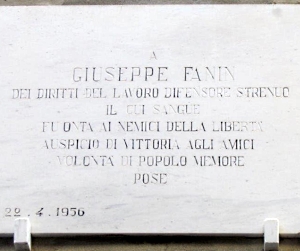 A
GIUSEPPE FANIN
DEI DIRITTI DEL LAVORO DIFENSORE STRENUO
IL CUI SANGUE
FU ONTA AI NEMICI DELLA LIBERTÀ
AUSPICIO DI VITTORIA AGLI AMICI
VOLONTÀ DI POPOLO MEMORE
POSE
22.4.1956